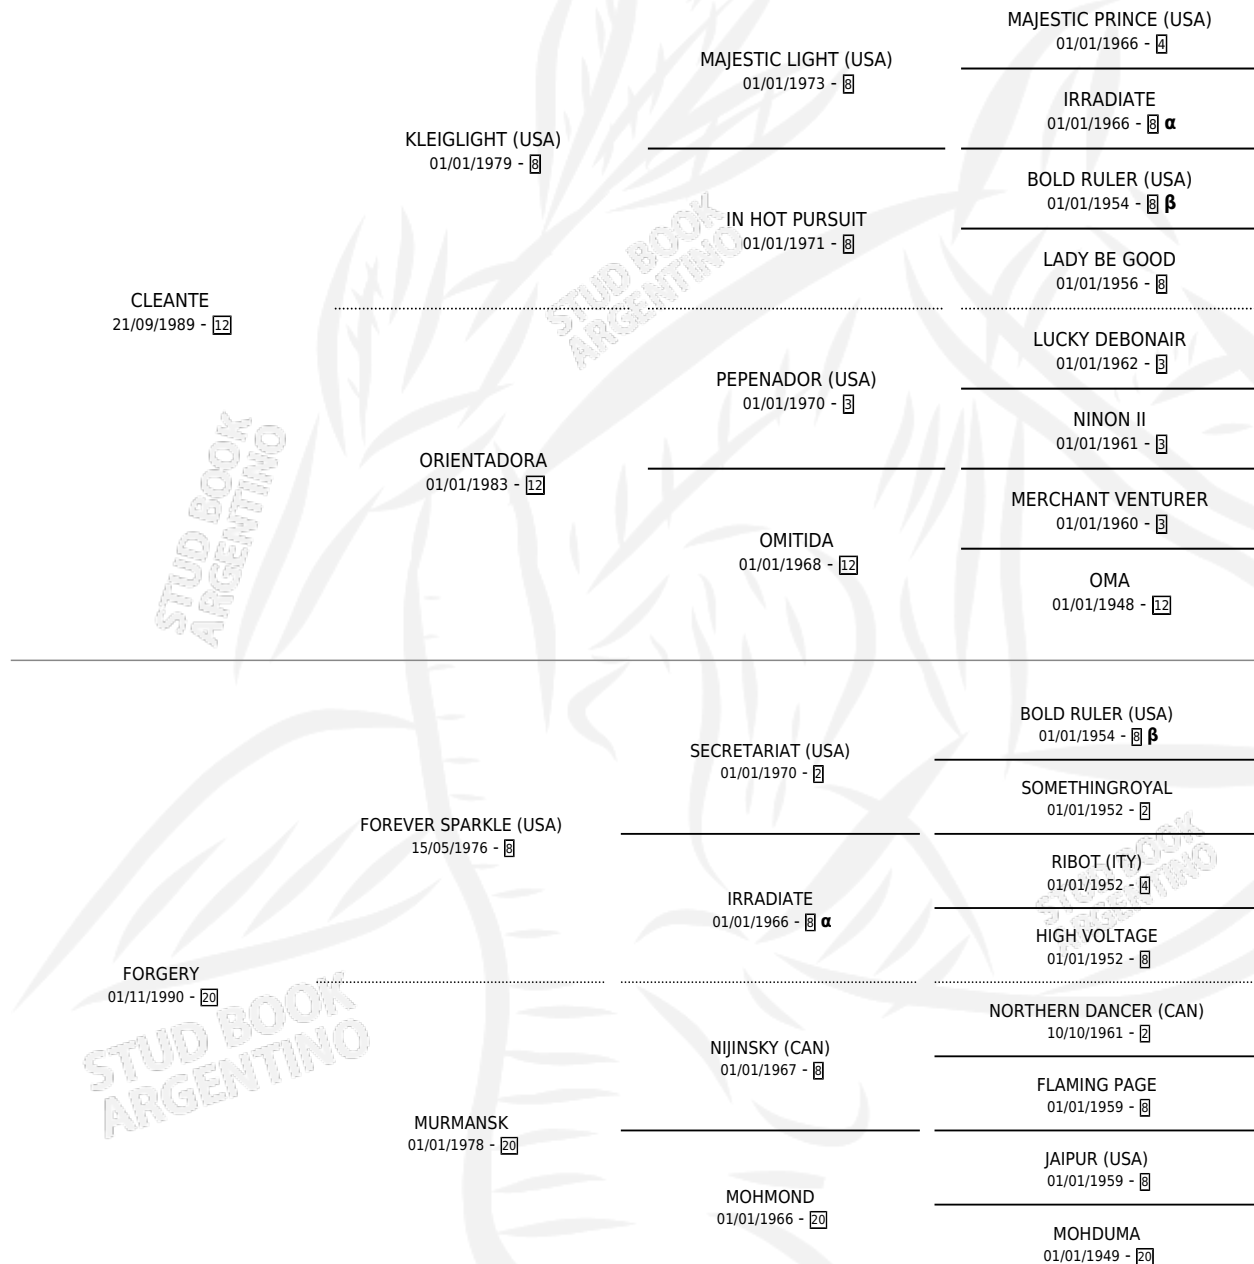 MAJESTIC PRINCE (USA)
01/01/1966 - 4
MAJESTIC LIGHT (USA)
01/01/1973 - 8
IRRADIATE
01/01/1966 - 8 α
KLEIGLIGHT (USA)
01/01/1979 - 8
BOLD RULER (USA)
01/01/1954 - 8 β
IN HOT PURSUIT
01/01/1971 - 8
LADY BE GOOD
01/01/1956 - 8
STUD BOOK
ARGENTINO
CLEANTE
21/09/1989 - 12
LUCKY DEBONAIR
01/01/1962 - 3
PEPENADOR (USA)
01/01/1970 - 3
NINON II
01/01/1961 - 3
ORIENTADORA
01/01/1983 - 12
MERCHANT VENTURER
01/01/1960 - 3
OMITIDA
01/01/1968 - 12
OMA
01/01/1948 - 12
STUD BOOK
ARGENTINO
BOLD RULER (USA)
01/01/1954 - 8 β
SECRETARIAT (USA)
01/01/1970 - 2
SOMETHINGROYAL
01/01/1952 - 2
FOREVER SPARKLE (USA)
15/05/1976 - 8
RIBOT (ITY)
01/01/1952 - 4
IRRADIATE
01/01/1966 - 8 α
HIGH VOLTAGE
01/01/1952 - 8
STUD BOOK
ARGENTINO
FORGERY
01/11/1990 - 20
NORTHERN DANCER (CAN)
10/10/1961 - 2
NIJINSKY (CAN)
01/01/1967 - 8
FLAMING PAGE
01/01/1959 - 8
MURMANSK
01/01/1978 - 20
JAIPUR (USA)
01/01/1959 - 8
MOHMOND
01/01/1966 - 20
MOHDUMA
01/01/1949 - 20
STUD BOOK
ARGENTINO